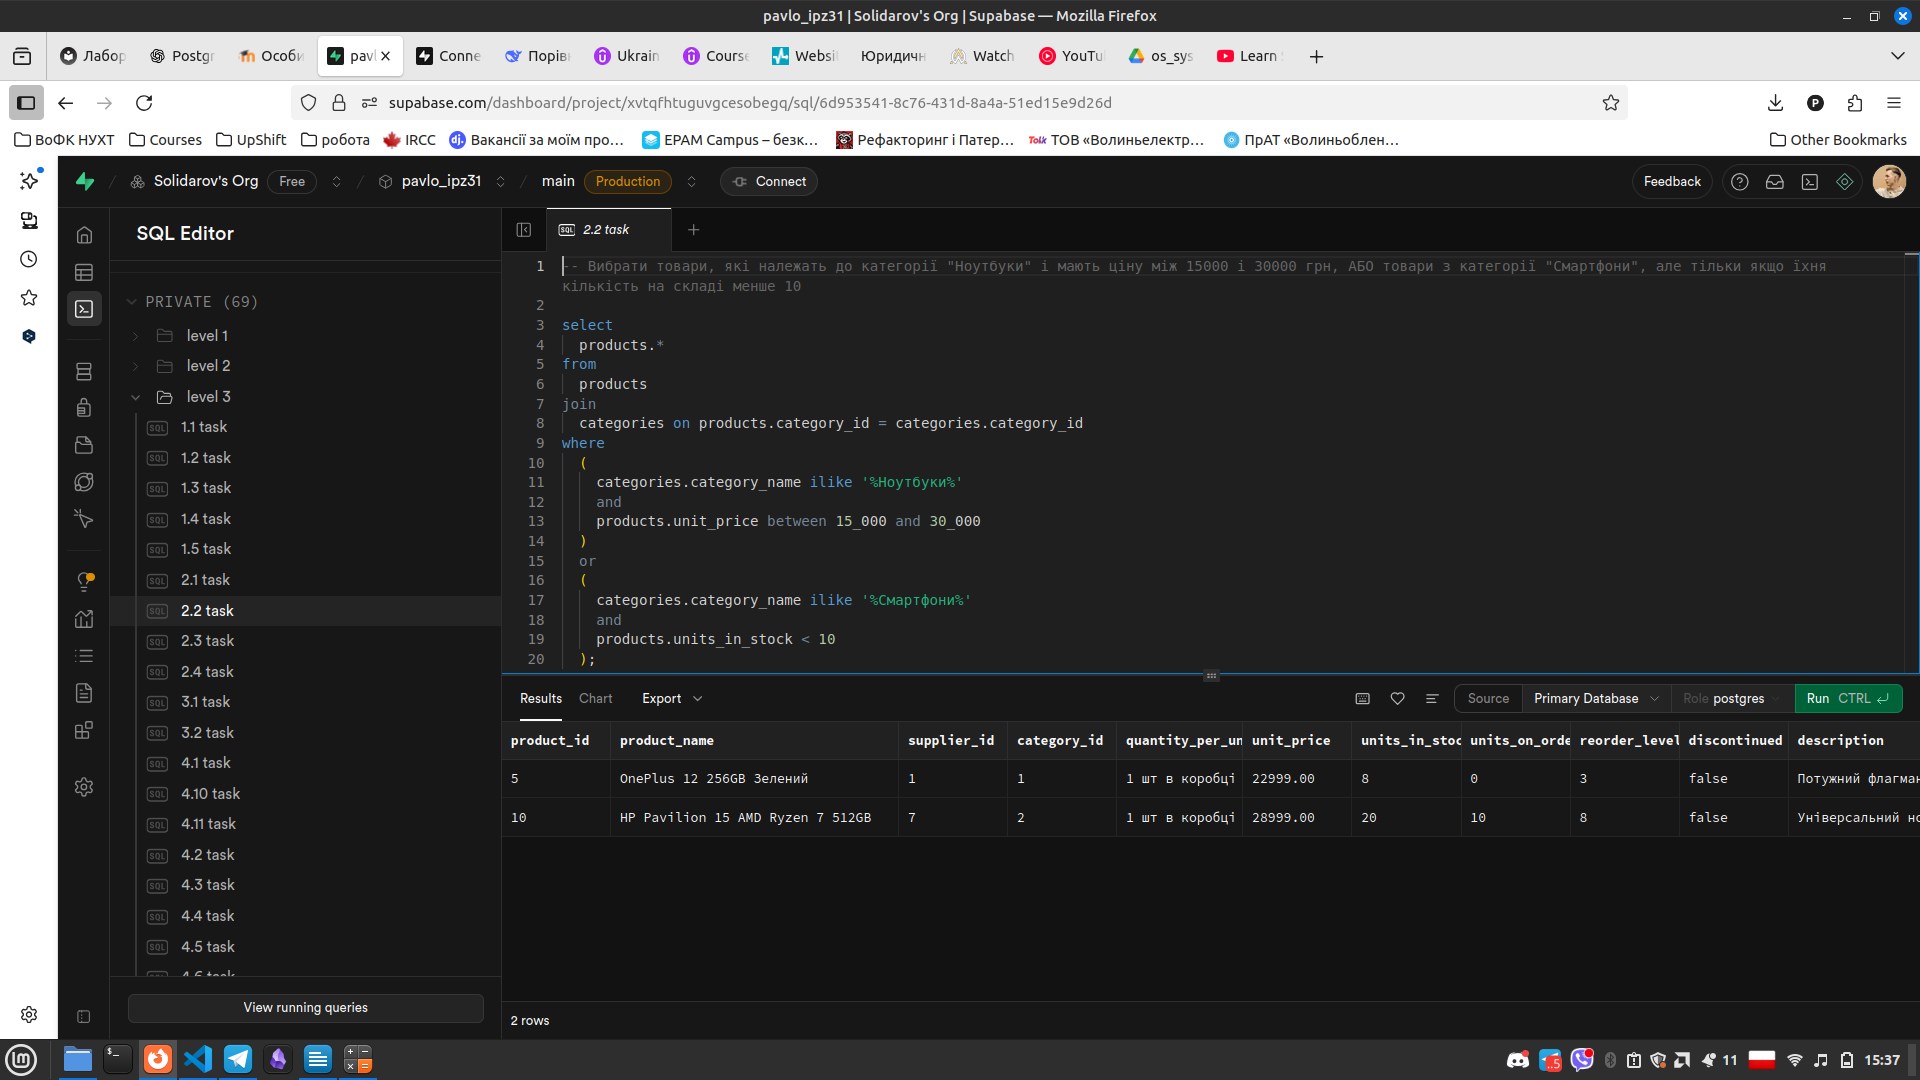 pavlo_ipz31 | Solidarov's Org | Supabase — Mozilla Firefox
Лабор
Postgr
Особи
pavl
Conne
Порівн
Ukrain
Course
Websit
Юридичн
Watch
YouTu
os_sys
Learn
supabase.com/dashboard/project/xvtqfhtuguvgcesobegq/sql/6d953541-8c76-431d-8a4a-51ed15e9d26d
ВоФК НУХТ
Courses
UpShift
робота
IRCC
Вакансії за моїм про…
EPAM Campus – безк…
Рефакторинг і Патер…
ТОВ «Волиньелектр…
ПрАТ «Волиньоблен…
Other Bookmarks
Solidarov's Org
Free
pavlo_ipz31
main
Production
Connect
Feedback
SQL Editor
PRIVATE (69)
level 1
level 2
level 3
1.1 task
1.2 task
1.3 task
1.4 task
1.5 task
2.1 task
2.2 task
2.3 task
2.4 task
3.1 task
3.2 task
4.1 task
4.10 task
4.11 task
4.2 task
4.3 task
4.4 task
4.5 task
4.6 task
View running queries
2.2 task
1 -- Вибрати товари, які належать до категорії "Ноутбуки" і мають ціну між 15000 і 30000 грн, АБО товари з категорії "Смартфони", але тільки якщо їхня
кількість на складі менше 10
2
3 select
4 products.*
5 from
6 products
7 join
8 categories on products.category_id = categories.category_id
9 where
10 (
11 categories.category_name ilike '%Ноутбуки%'
12 and
13 products.unit_price between 15_000 and 30_000
14 )
15 or
16 (
17 categories.category_name ilike '%Смартфони%'
18 and
19 products.units_in_stock < 10
20 );
Results
Chart
Export
Source
Primary Database
Role postgres
Run CTRL
product_id product_name supplier_id category_id quantity_per_un unit_price units_in_stoc units_on_orde reorder_level discontinued description
5 OnePlus 12 256GB Зелений 1 1 1 шт в коробці 22999.00 8 0 3 false Потужний флагман
10 HP Pavilion 15 AMD Ryzen 7 512GB 7 2 1 шт в коробці 28999.00 20 10 8 false Універсальний но
2 rows
11
15:37